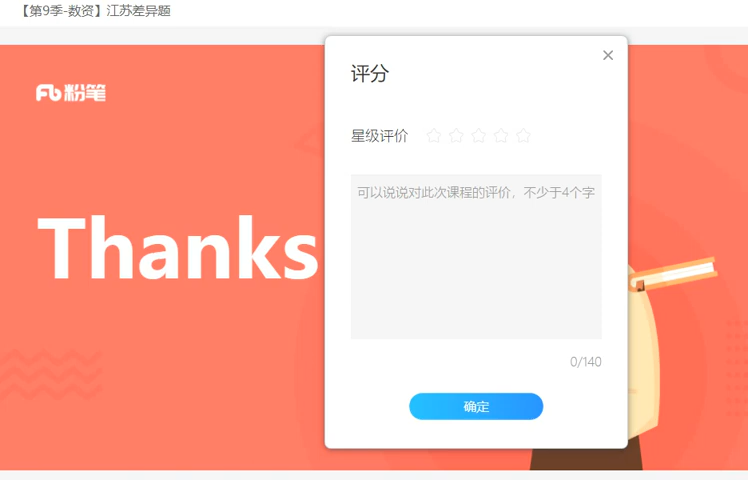 【第9季-数资】江苏差异题
粉笔
Thanks
评分
星级评价
可以说说对此次课程的评价，不少于4个字
0/140
确定